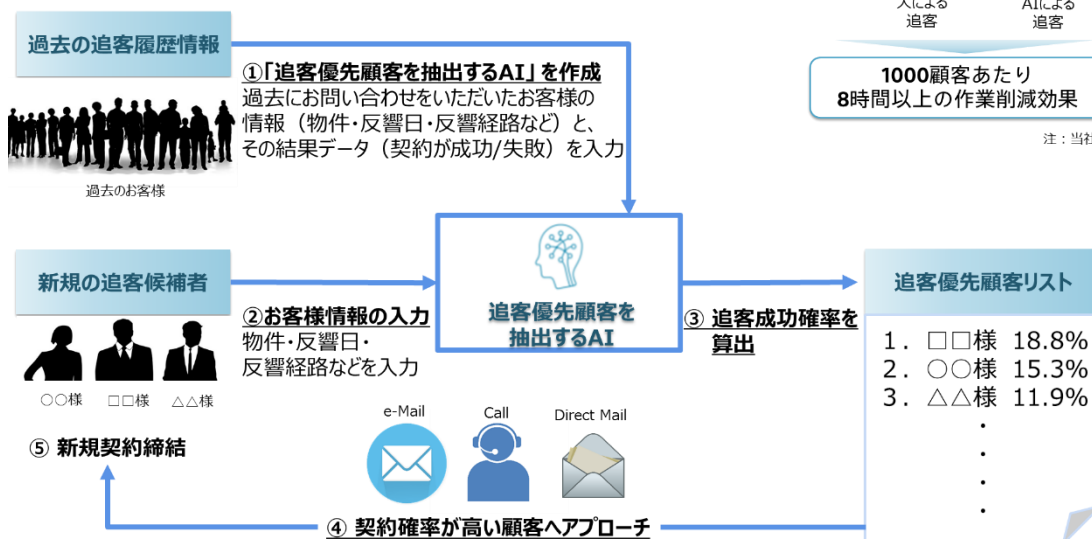 人による
追客
AIによる
追客
1000顧客あたり
8時間以上の作業削減効果
注：当社
過去の追客履歴情報
過去のお客様
①「追客優先顧客を抽出するAI」を作成
過去にお問い合わせをいただいたお客様の
情報（物件・反響日・反響経路など）と、
その結果データ（契約が成功/失敗）を入力
新規の追客候補者
○○様
□□様
△△様
②お客様情報の入力
物件・反響日・
反響経路などを入力
追客優先顧客を
抽出するAI
③ 追客成功確率を
算出
追客優先顧客リスト
1. □□様 18.8%
2. ○○様 15.3%
3. △△様 11.9%
・
・
・
・
e-Mail
Call
Direct Mail
④ 契約確率が高い顧客へアプローチ
⑤ 新規契約締結